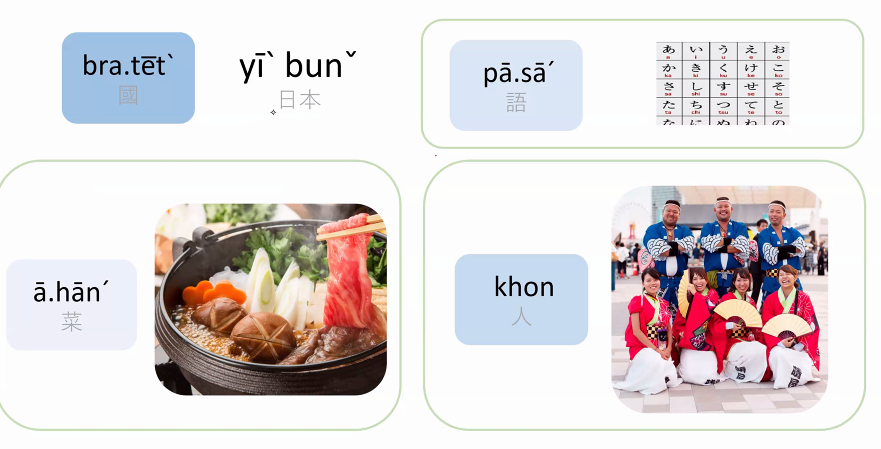 bra.tēt`
國
yī` bunˇ
日本
pā.sāˊ
語
あ い う え お
a i u e o
か き く け こ
ka ki ku ke ko
さ し す せ そ
sa shi su se so
た ち つ て と
ta chi tsu te to
な に ぬ ね の
ā.hānˊ
菜
khon
人